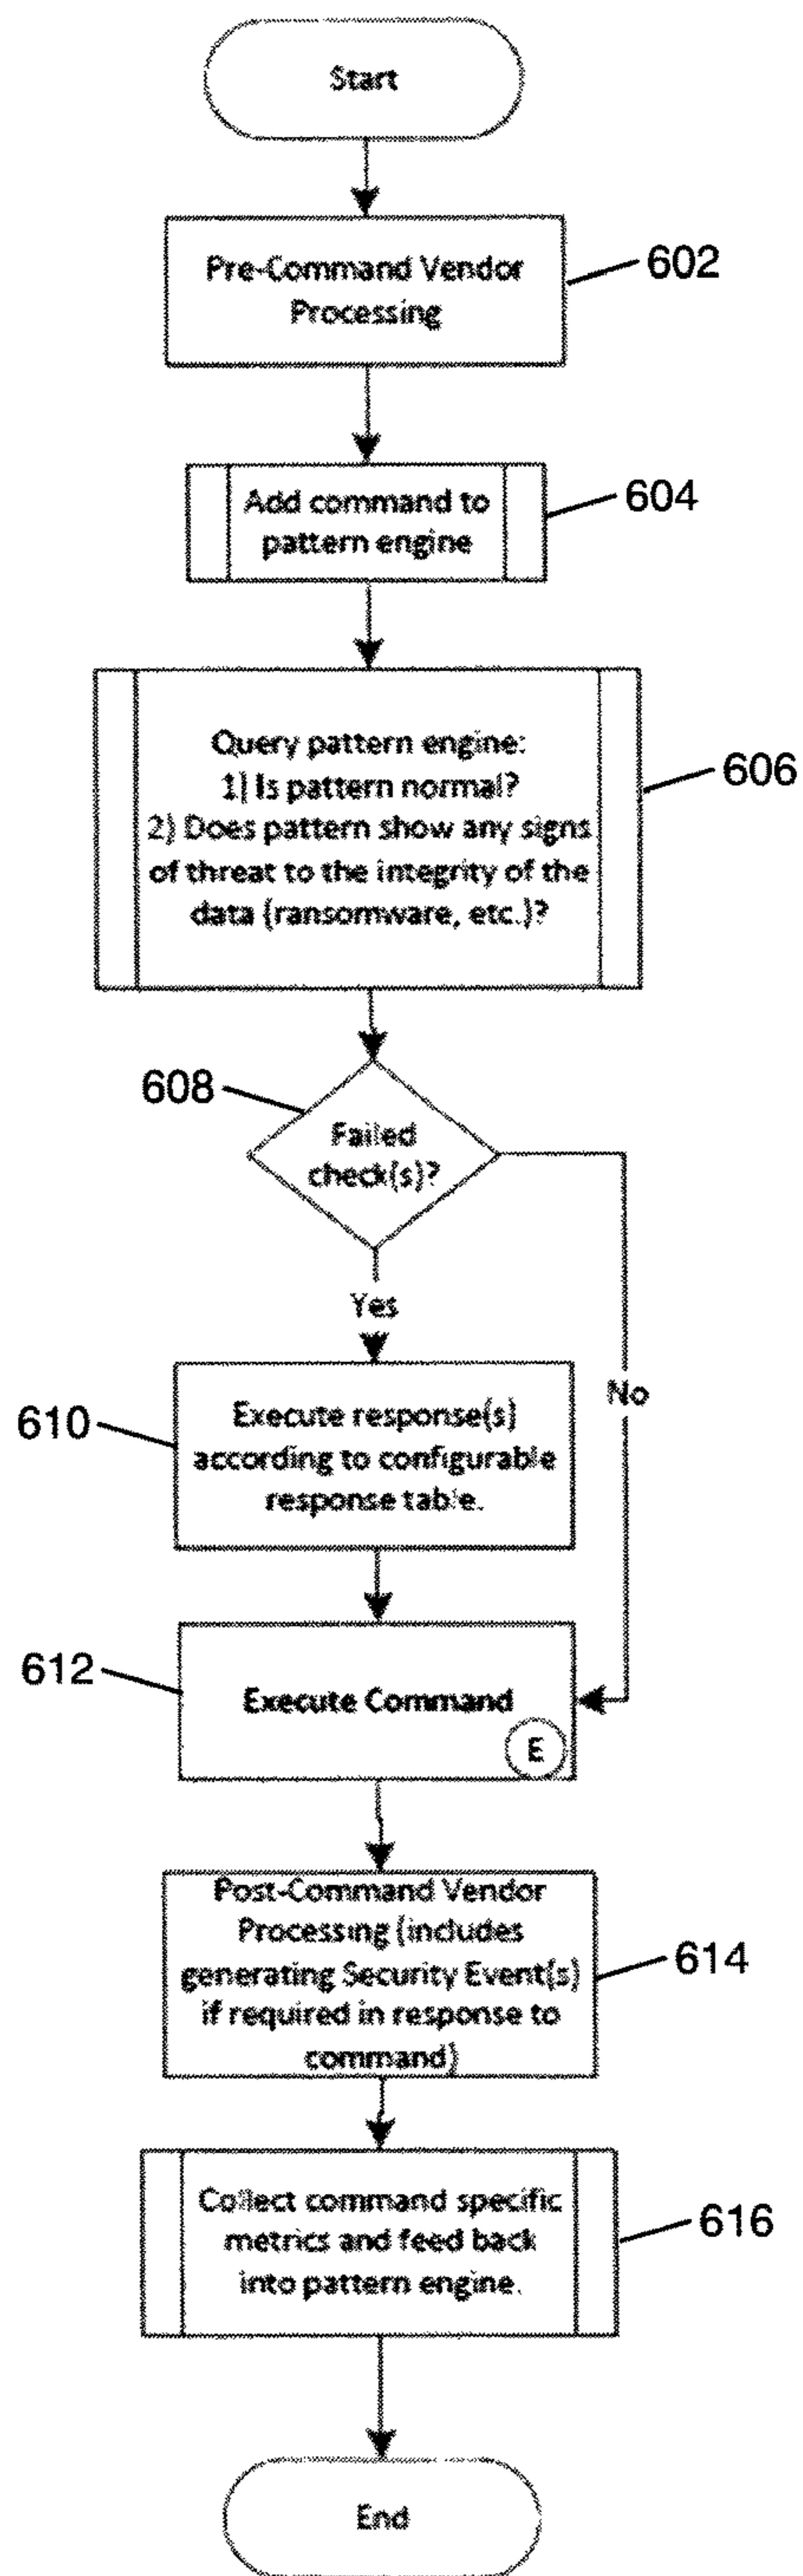 Start
Pre-Command Vendor
Processing
602
Add command to
pattern engine
604
Query pattern engine:
1) Is pattern normal?
2) Does pattern show any signs
of threat to the integrity of the
data (ransomware, etc.)?
606
608
Failed
check(s)?
Yes
No
610
Execute response(s)
according to configurable
response table.
612
Execute Command
E
Post-Command Vendor
Processing (includes
generating Security Event(s)
if required in response to
command)
614
Collect command specific
metrics and feed back
into pattern engine.
616
End